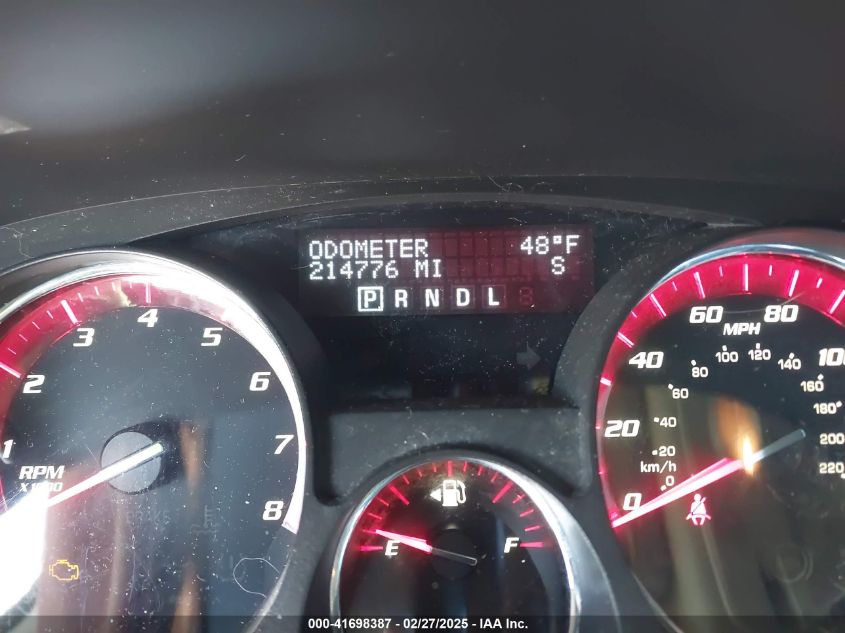 ODOMETER 48°F
214776 MI S
P R N D L
1 2 3 4 5 6 7 8
RPM
X1000
E F
0 20 40 60 80 100
MPH
0 20 40 60 80 100 120 140 160 180 200 220
km/h
000-41698387 - 02/27/2025 - IAA Inc.